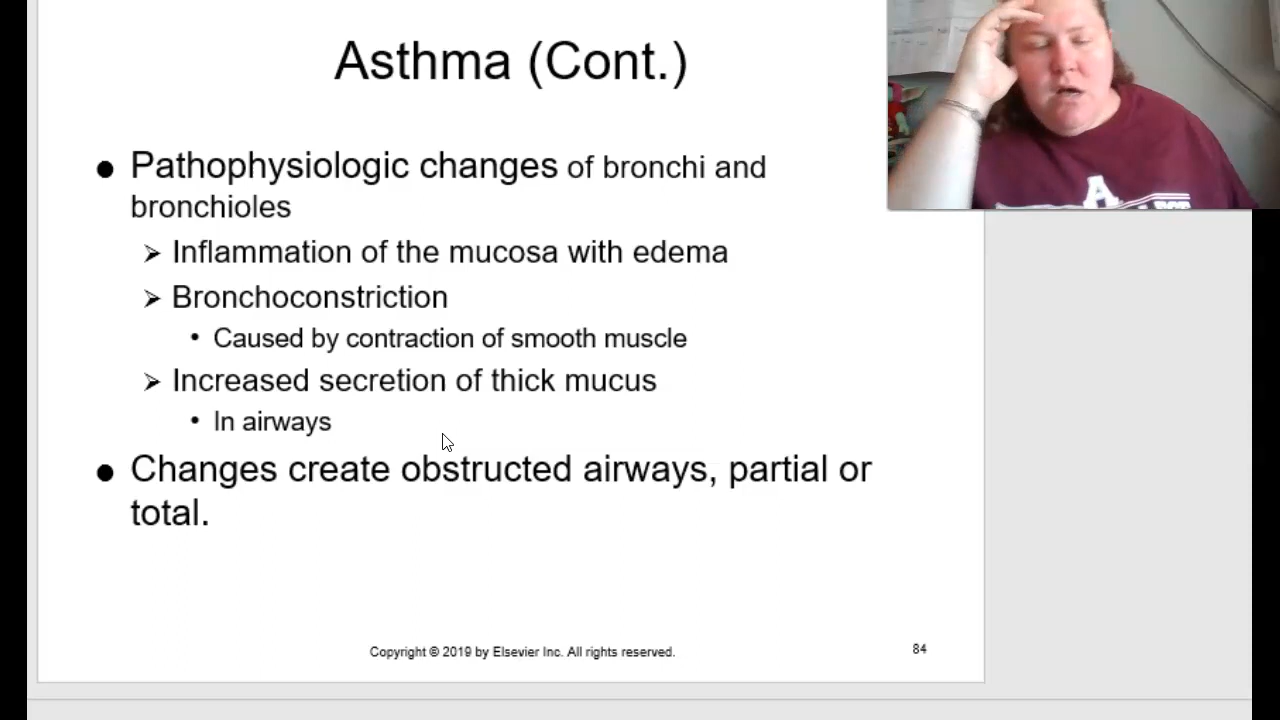 Asthma (Cont.)
● Pathophysiologic changes of bronchi and
bronchioles
➢ Inflammation of the mucosa with edema
➢ Bronchoconstriction
• Caused by contraction of smooth muscle
➢ Increased secretion of thick mucus
• In airways
● Changes create obstructed airways, partial or
total.
Copyright © 2019 by Elsevier Inc. All rights reserved.
84
A